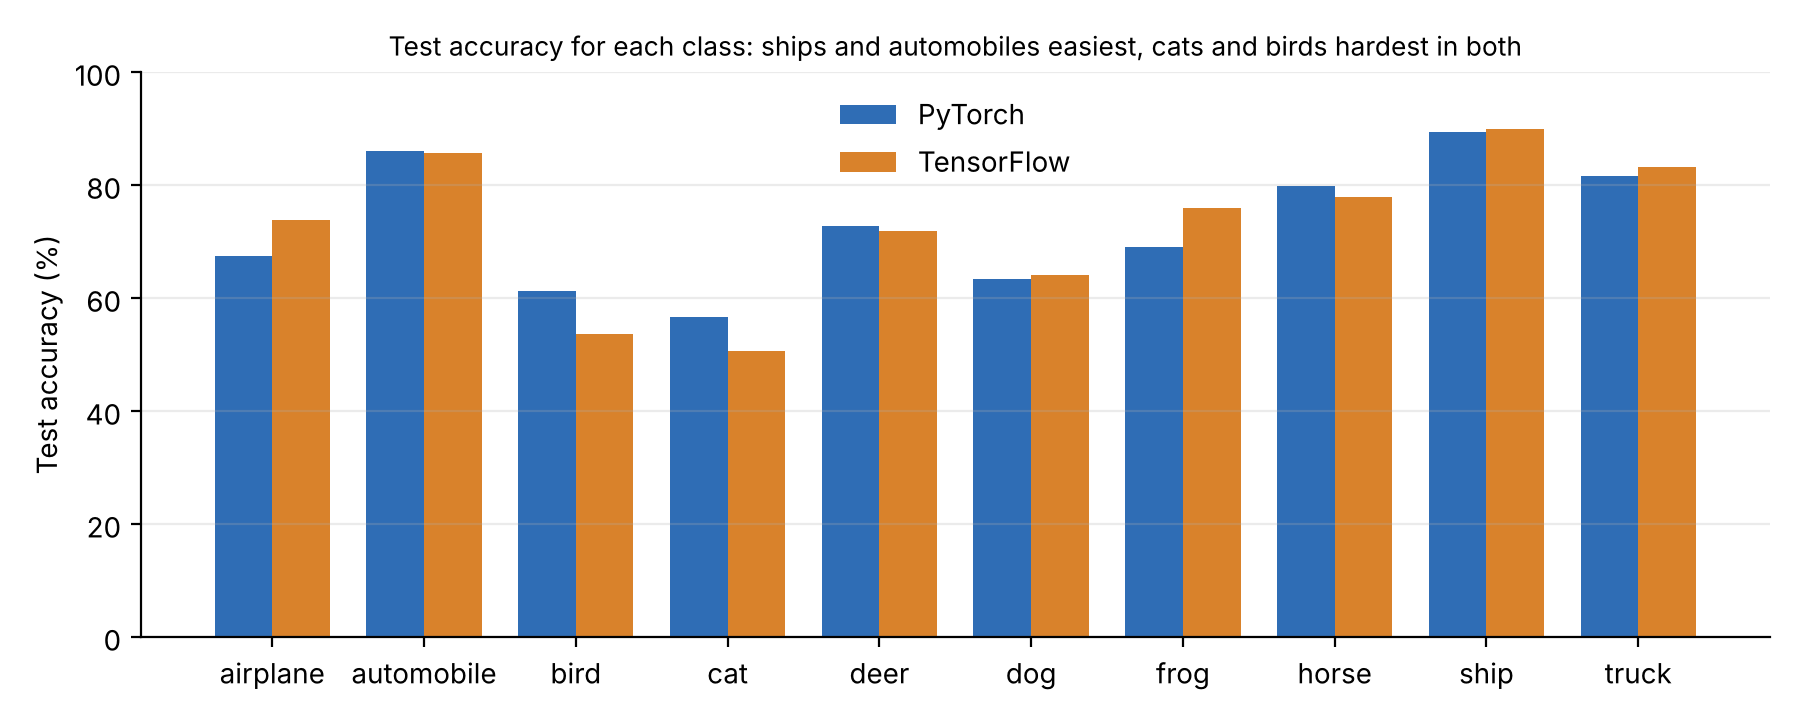 Test accuracy for each class: ships and automobiles easiest, cats and birds hardest in both
PyTorch
TensorFlow
Test accuracy (%)
100
80
60
40
20
0
airplane automobile bird cat deer dog frog horse ship truck